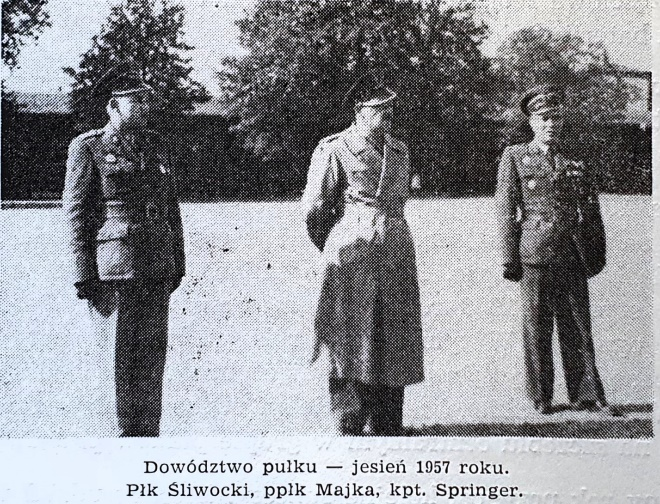 Dowództwo pułku — jesień 1957 roku.
Płk Śliwocki, ppłk Majka, kpt. Springer.